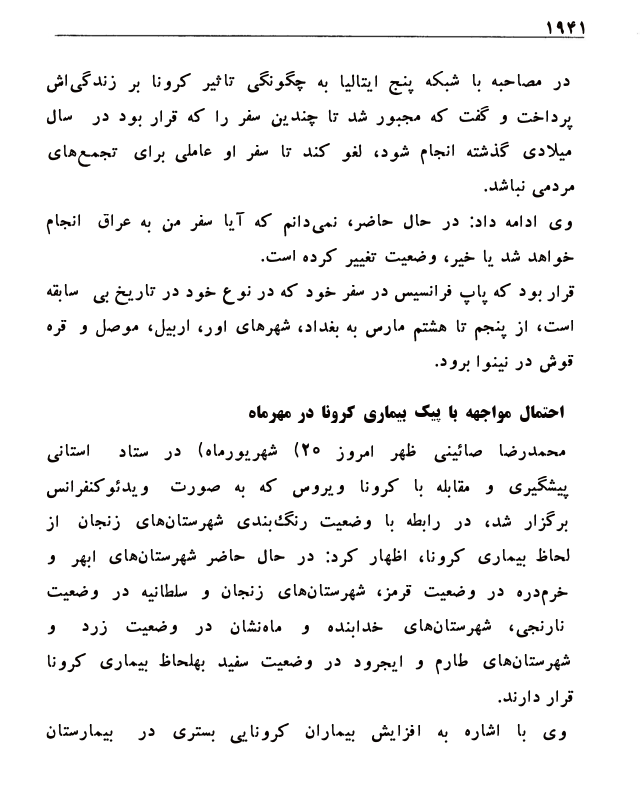 ۱۹۴۱
در مصاحبه با شبکه پنج ایتالیا به چگونگی تاثیر کرونا بر زندگی‌اش
پرداخت و گفت که مجبور شد تا چندین سفر را که قرار بود در سال
میلادی گذشته انجام شود، لغو کند تا سفر او عاملی برای تجمع‌های
مردمی نباشد.
وی ادامه داد: در حال حاضر، نمی‌دانم که آیا سفر من به عراق انجام
خواهد شد یا خیر، وضعیت تغییر کرده است.
قرار بود که پاپ فرانسیس در سفر خود که در نوع خود در تاریخ بی سابقه
است، از پنجم تا هشتم مارس به بغداد، شهرهای اور، اربیل، موصل و قره
قوش در نینوا برود.
احتمال مواجهه با پیک بیماری کرونا در مهرماه
محمدرضا صائینی ظهر امروز ۲۰) شهریورماه) در ستاد استانی
پیشگیری و مقابله با کرونا ویروس که به صورت ویدئوکنفرانس
برگزار شد، در رابطه با وضعیت رنگ‌بندی شهرستان‌های زنجان از
لحاظ بیماری کرونا، اظهار کرد: در حال حاضر شهرستان‌های ابهر و
خرم‌دره در وضعیت قرمز، شهرستان‌های زنجان و سلطانیه در وضعیت
نارنجی، شهرستان‌های خدابنده و ماه‌نشان در وضعیت زرد و
شهرستان‌های طارم و ایجرود در وضعیت سفید بهلحاظ بیماری کرونا
قرار دارند.
وی با اشاره به افزایش بیماران کرونایی بستری در بیمارستان